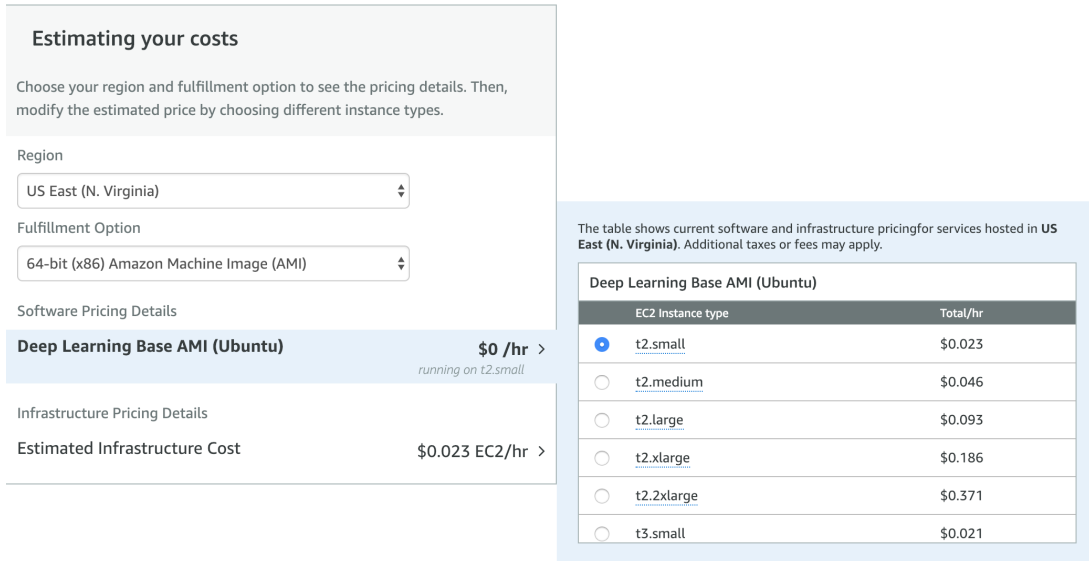 Estimating your costs
Choose your region and fulfillment option to see the pricing details. Then,
modify the estimated price by choosing different instance types.
Region
US East (N. Virginia)
Fulfillment Option
64-bit (x86) Amazon Machine Image (AMI)
Software Pricing Details
Deep Learning Base AMI (Ubuntu)
$0 /hr
running on t2.small
Infrastructure Pricing Details
Estimated Infrastructure Cost
$0.023 EC2/hr
The table shows current software and infrastructure pricingfor services hosted in US
East (N. Virginia). Additional taxes or fees may apply.
Deep Learning Base AMI (Ubuntu)
EC2 Instance type Total/hr
t2.small $0.023
t2.medium $0.046
t2.large $0.093
t2.xlarge $0.186
t2.2xlarge $0.371
t3.small $0.021